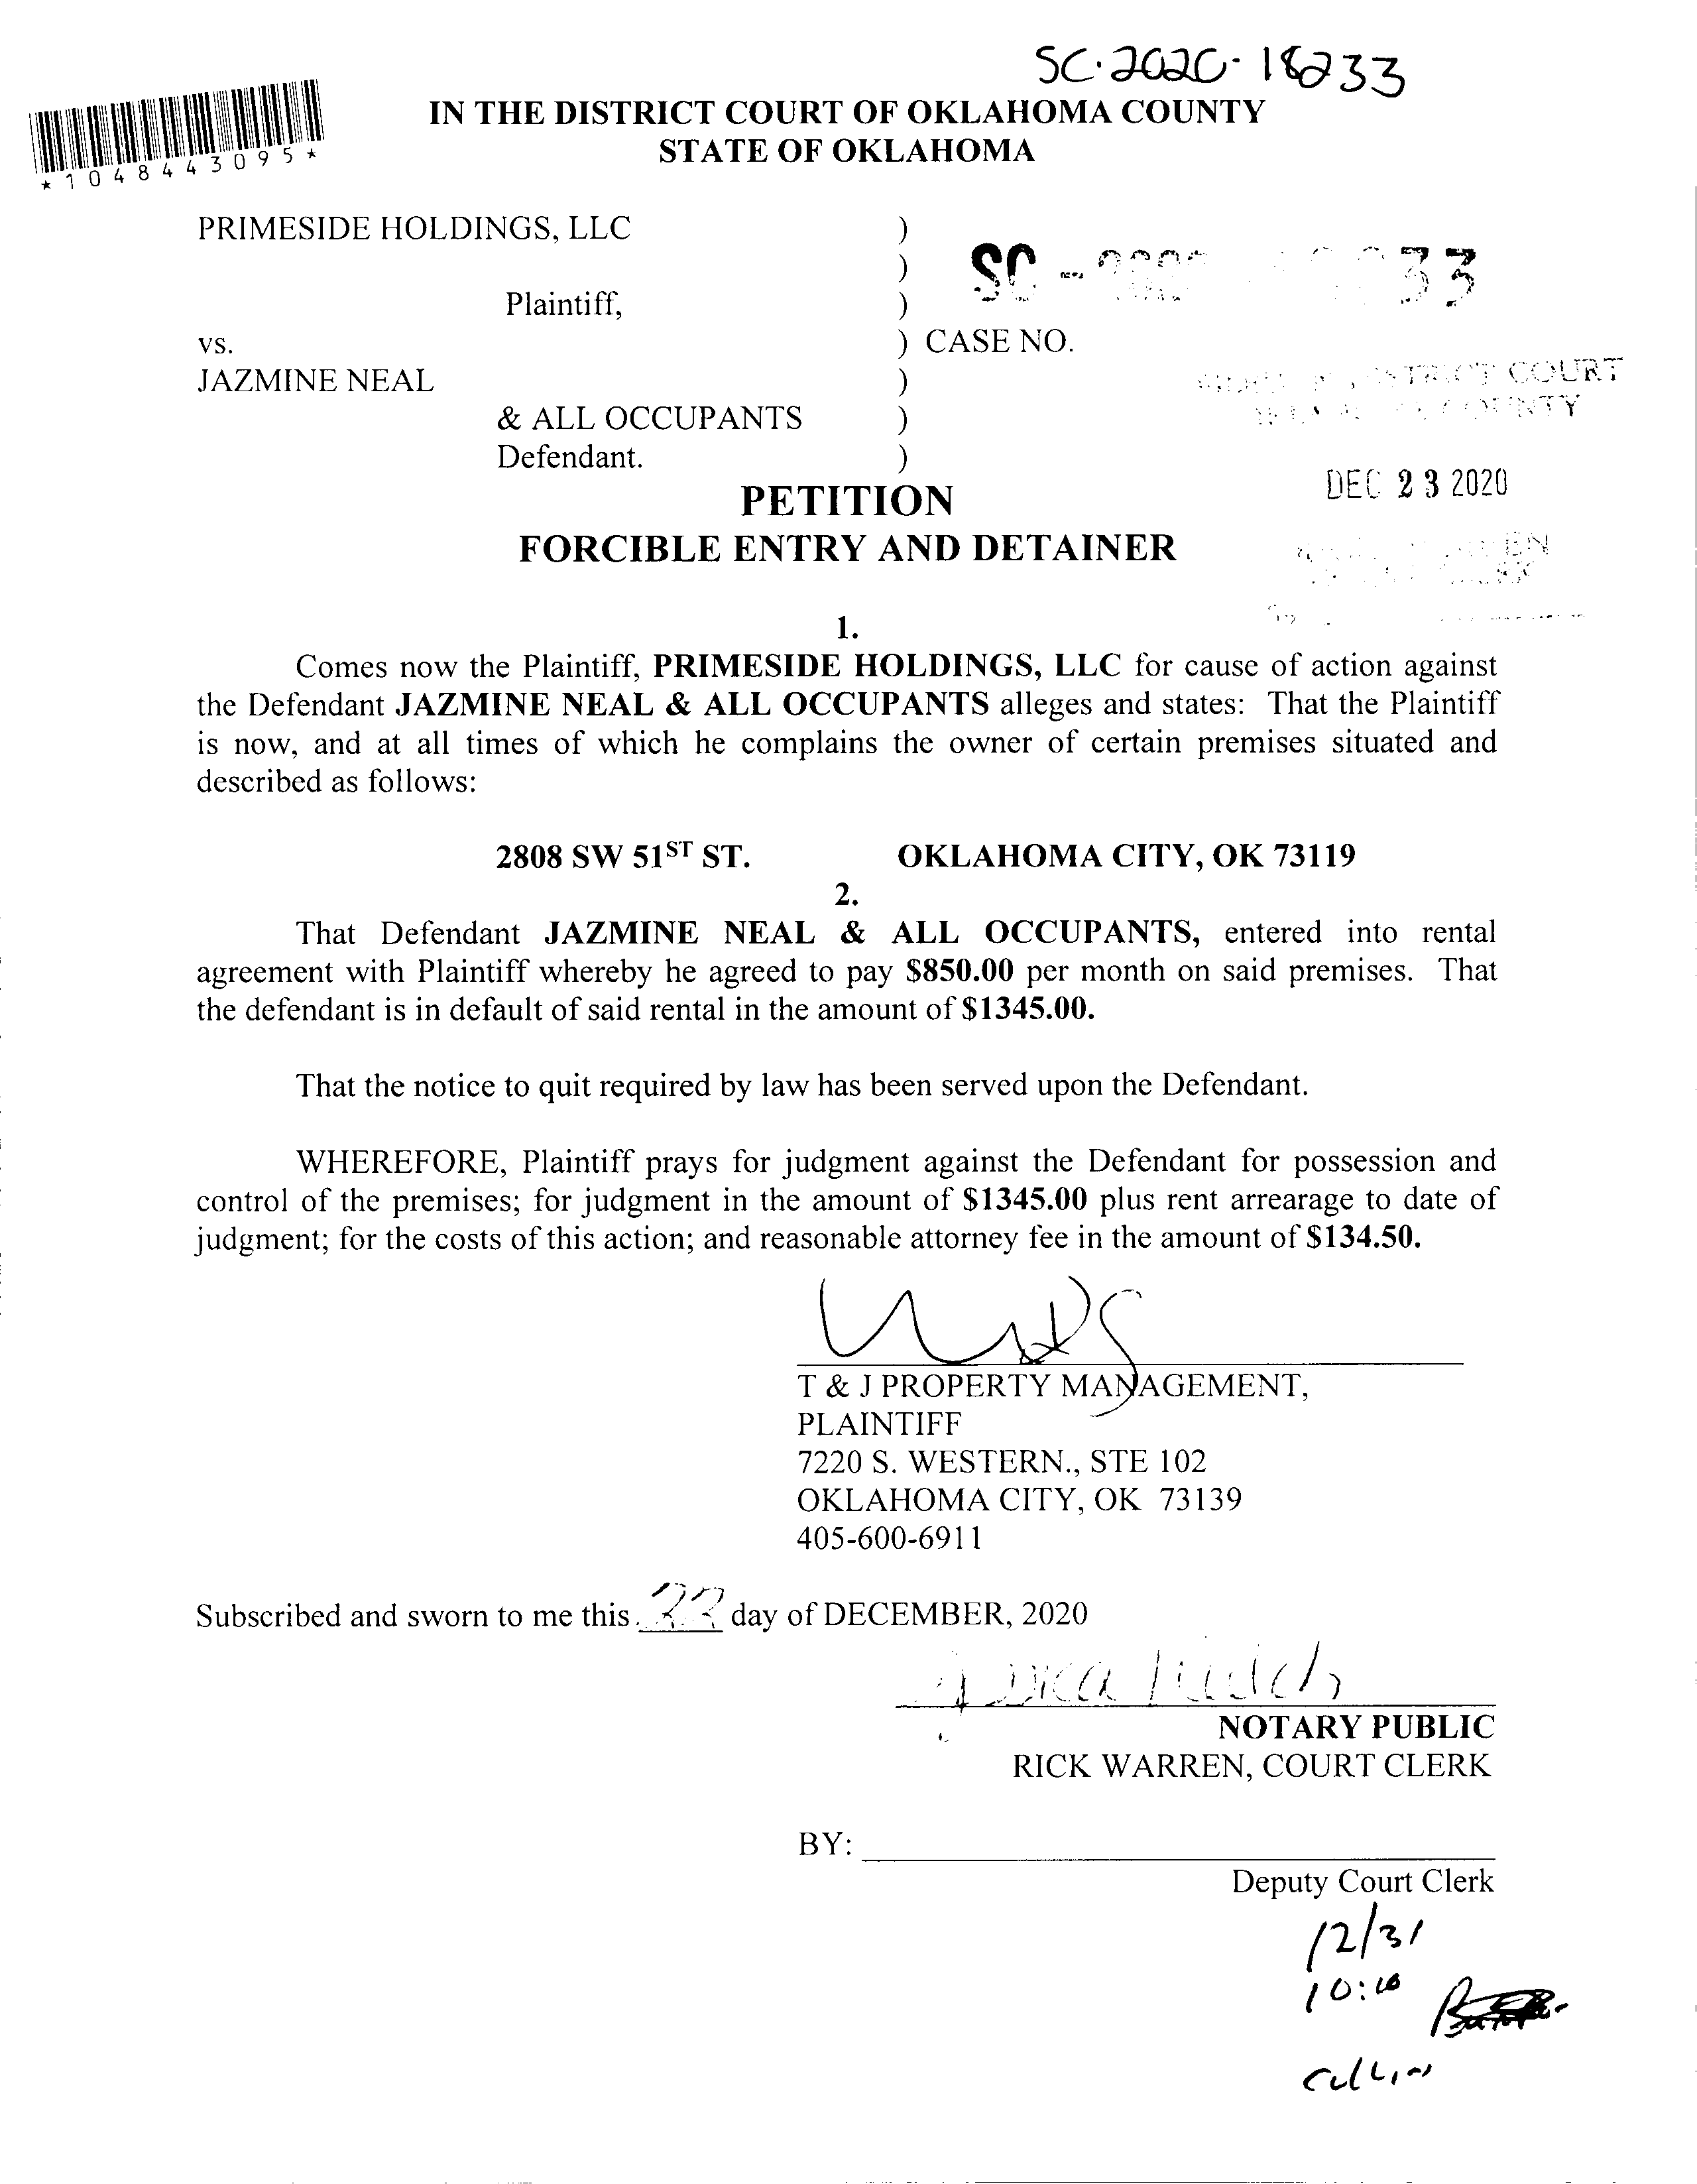 SC-2020-18233
*1048443095*
IN THE DISTRICT COURT OF OKLAHOMA COUNTY
STATE OF OKLAHOMA
PRIMESIDE HOLDINGS, LLC )
)
SC - 33
Plaintiff, )
vs. ) CASE NO.
JAZMINE NEAL )
DISTRICT COURT
& ALL OCCUPANTS )
COUNTY
Defendant. )
DEC 23 2020
PETITION
FORCIBLE ENTRY AND DETAINER
1.
Comes now the Plaintiff, PRIMESIDE HOLDINGS, LLC for cause of action against
the Defendant JAZMINE NEAL & ALL OCCUPANTS alleges and states: That the Plaintiff
is now, and at all times of which he complains the owner of certain premises situated and
described as follows:
2808 SW 51ST ST. OKLAHOMA CITY, OK 73119
2.
That Defendant JAZMINE NEAL & ALL OCCUPANTS, entered into rental
agreement with Plaintiff whereby he agreed to pay $850.00 per month on said premises. That
the defendant is in default of said rental in the amount of $1345.00.
That the notice to quit required by law has been served upon the Defendant.
WHEREFORE, Plaintiff prays for judgment against the Defendant for possession and
control of the premises; for judgment in the amount of $1345.00 plus rent arrearage to date of
judgment; for the costs of this action; and reasonable attorney fee in the amount of $134.50.
T & J PROPERTY MANAGEMENT,
PLAINTIFF
7220 S. WESTERN., STE 102
OKLAHOMA CITY, OK 73139
405-600-6911
Subscribed and sworn to me this day of DECEMBER, 2020
NOTARY PUBLIC
RICK WARREN, COURT CLERK
BY:
Deputy Court Clerk
12/31
10:10